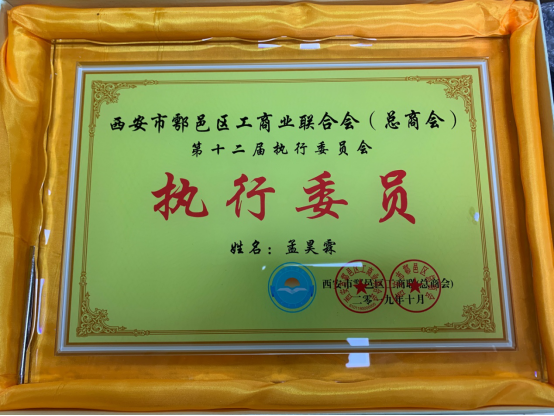 西安市鄠邑区工商业联合会（总商会）
第十二届执行委员会
执行委员
姓名：孟昊霖
西安市鄠邑区工商联(总商会)
二〇一九年十月